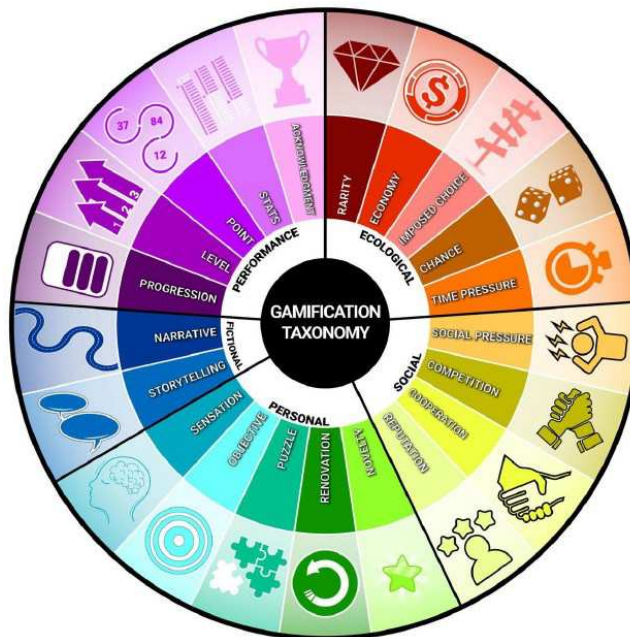 GAMIFICATION
TAXONOMY
PERFORMANCE
ECOLOGICAL
SOCIAL
PERSONAL
FICTIONAL
ACKNOWLEDGMENT
STATS
POINT
LEVEL
PROGRESSION
RARITY
ECONOMY
IMPOSED CHOICE
CHANCE
TIME PRESSURE
SOCIAL PRESSURE
COMPETITION
COOPERATION
REPUTATION
NOVELTY
RENOVATION
PUZZLE
OBJECTIVE
SENSATION
STORYTELLING
NARRATIVE
37
84
12
1
2
3
$